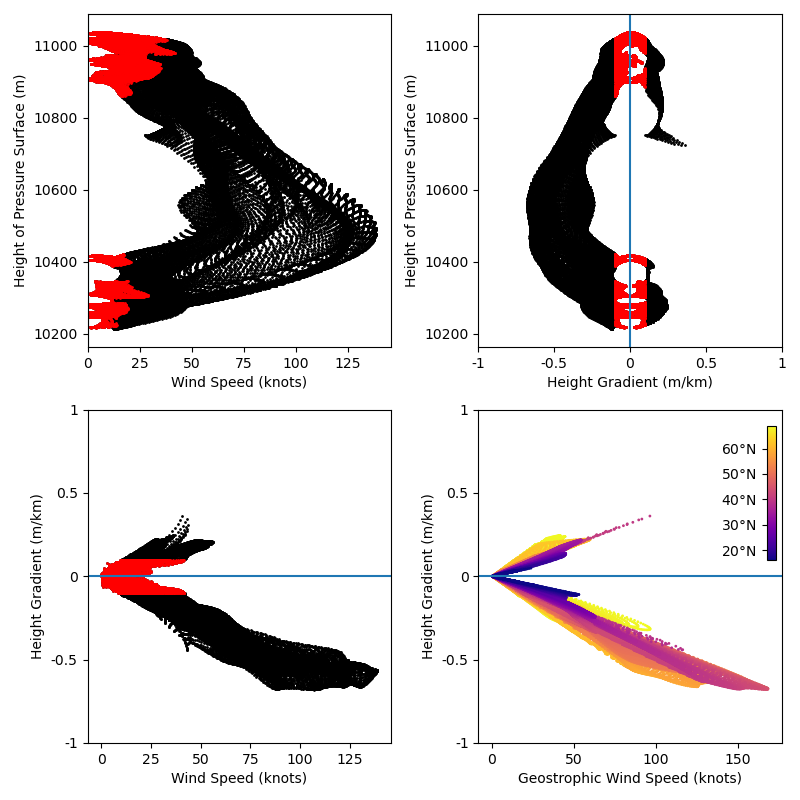 11000
10800
10600
10400
10200
Height of Pressure Surface (m)
0 25 50 75 100 125
Wind Speed (knots)
11000
10800
10600
10400
10200
Height of Pressure Surface (m)
-1 -0.5 0 0.5 1
Height Gradient (m/km)
1
0.5
0
-0.5
-1
Height Gradient (m/km)
0 25 50 75 100 125
Wind Speed (knots)
1
0.5
0
-0.5
-1
Height Gradient (m/km)
60°N
50°N
40°N
30°N
20°N
0 50 100 150
Geostrophic Wind Speed (knots)